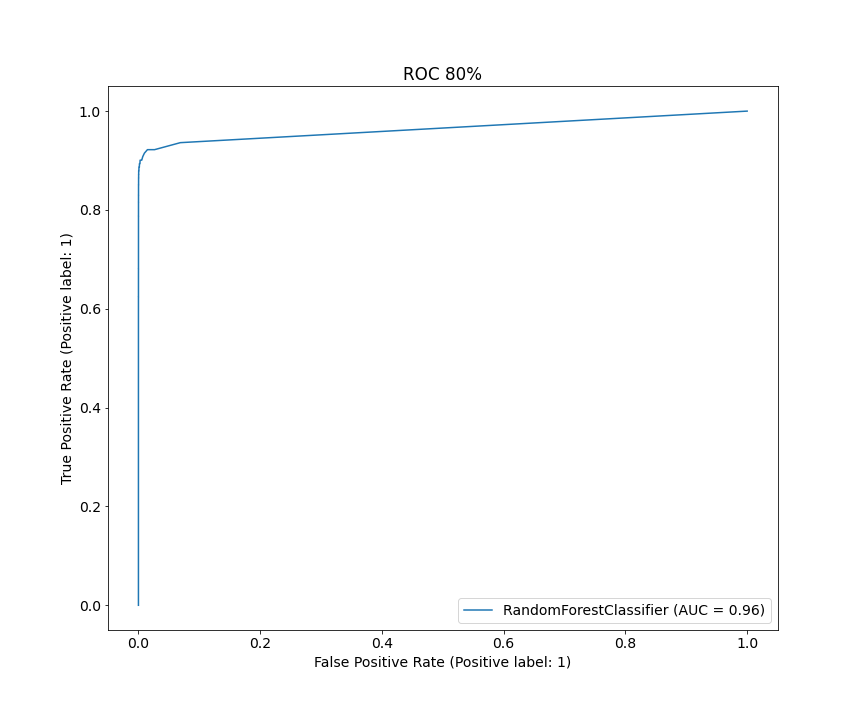 ROC 80%
1.0
0.8
0.6
0.4
0.2
0.0
True Positive Rate (Positive label: 1)
RandomForestClassifier (AUC = 0.96)
0.0 0.2 0.4 0.6 0.8 1.0
False Positive Rate (Positive label: 1)